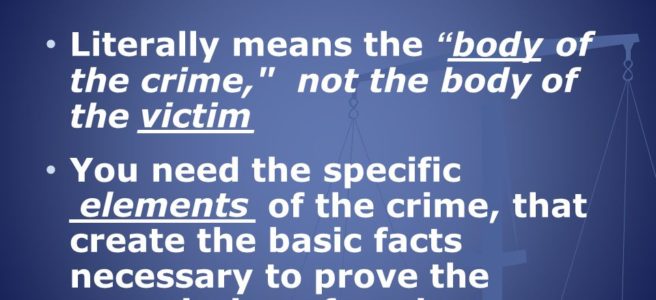 • Literally means the “body of
the crime," not the body of
the victim
• You need the specific
elements of the crime, that
create the basic facts
necessary to prove the